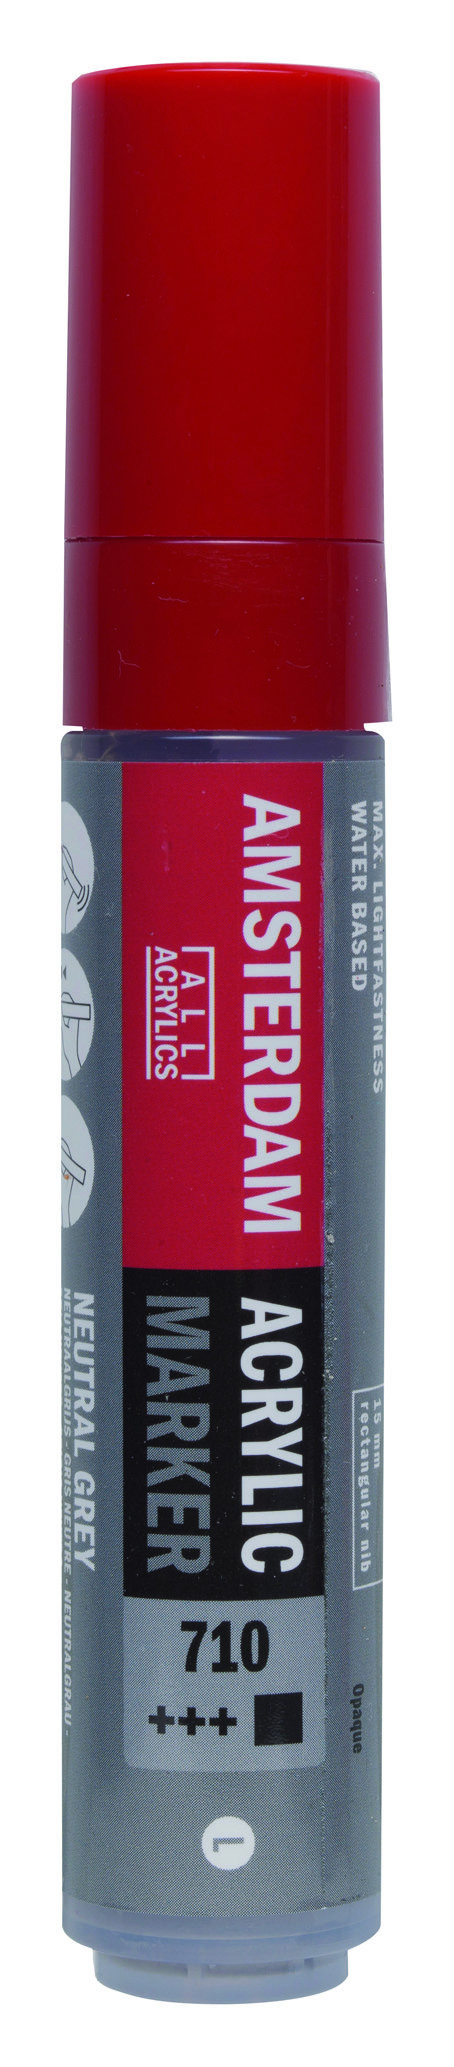 MAX. LIGHTFASTNESS
WATER BASED
15 mm
rectangular nib
Opaque
AMSTERDAM
ALL
ACRYLICS
ACRYLIC
MARKER
710
+++
L
NEUTRAL GREY
NEUTRAALGRIJS - GRIS NEUTRE - NEUTRALGRAU -